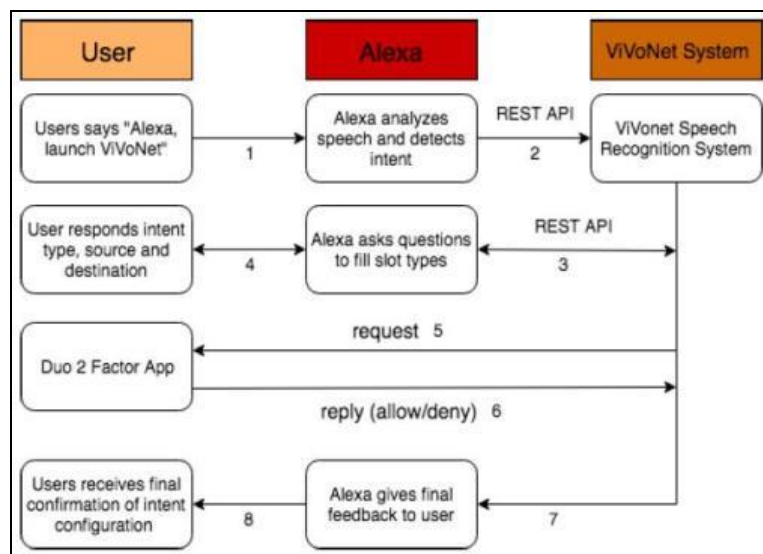 User
Alexa
ViVoNet System
Users says "Alexa,
launch ViVoNet"
1
Alexa analyzes
speech and detects
intent
REST API
2
ViVonet Speech
Recognition System
User responds intent
type, source and
destination
4
Alexa asks questions
to fill slot types
REST API
3
request 5
Duo 2 Factor App
reply (allow/deny) 6
Users receives final
confirmation of intent
configuration
8
Alexa gives final
feedback to user
7